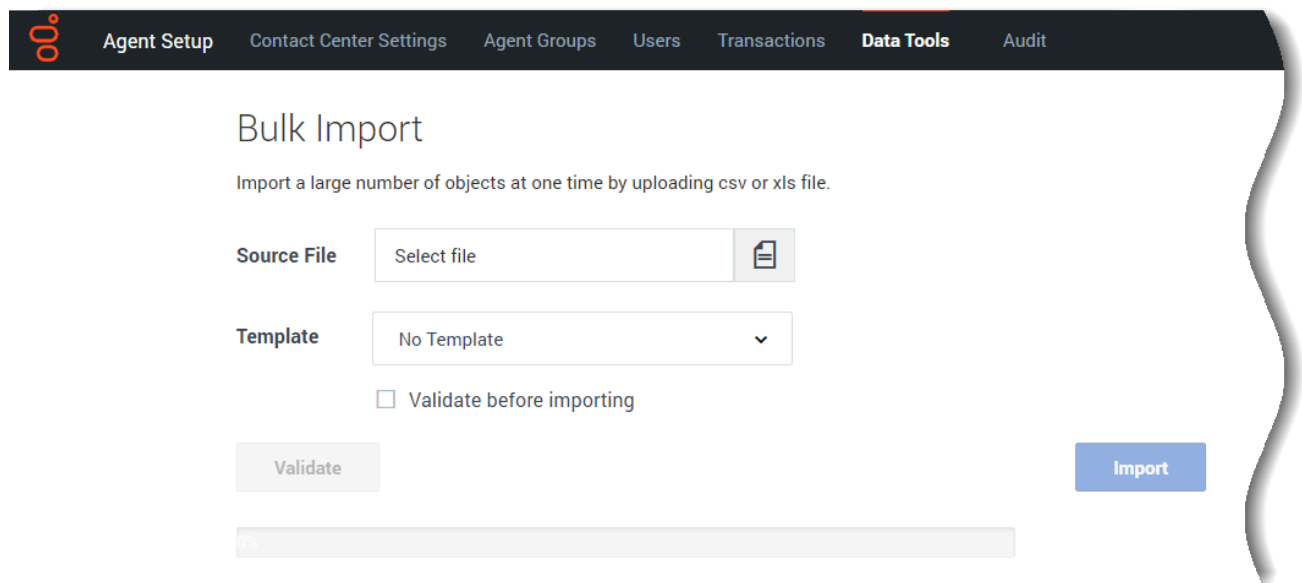 Agent Setup Contact Center Settings Agent Groups Users Transactions Data Tools Audit
Bulk Import
Import a large number of objects at one time by uploading csv or xls file.
Source File Select file
Template No Template
Validate before importing
Validate Import
0%